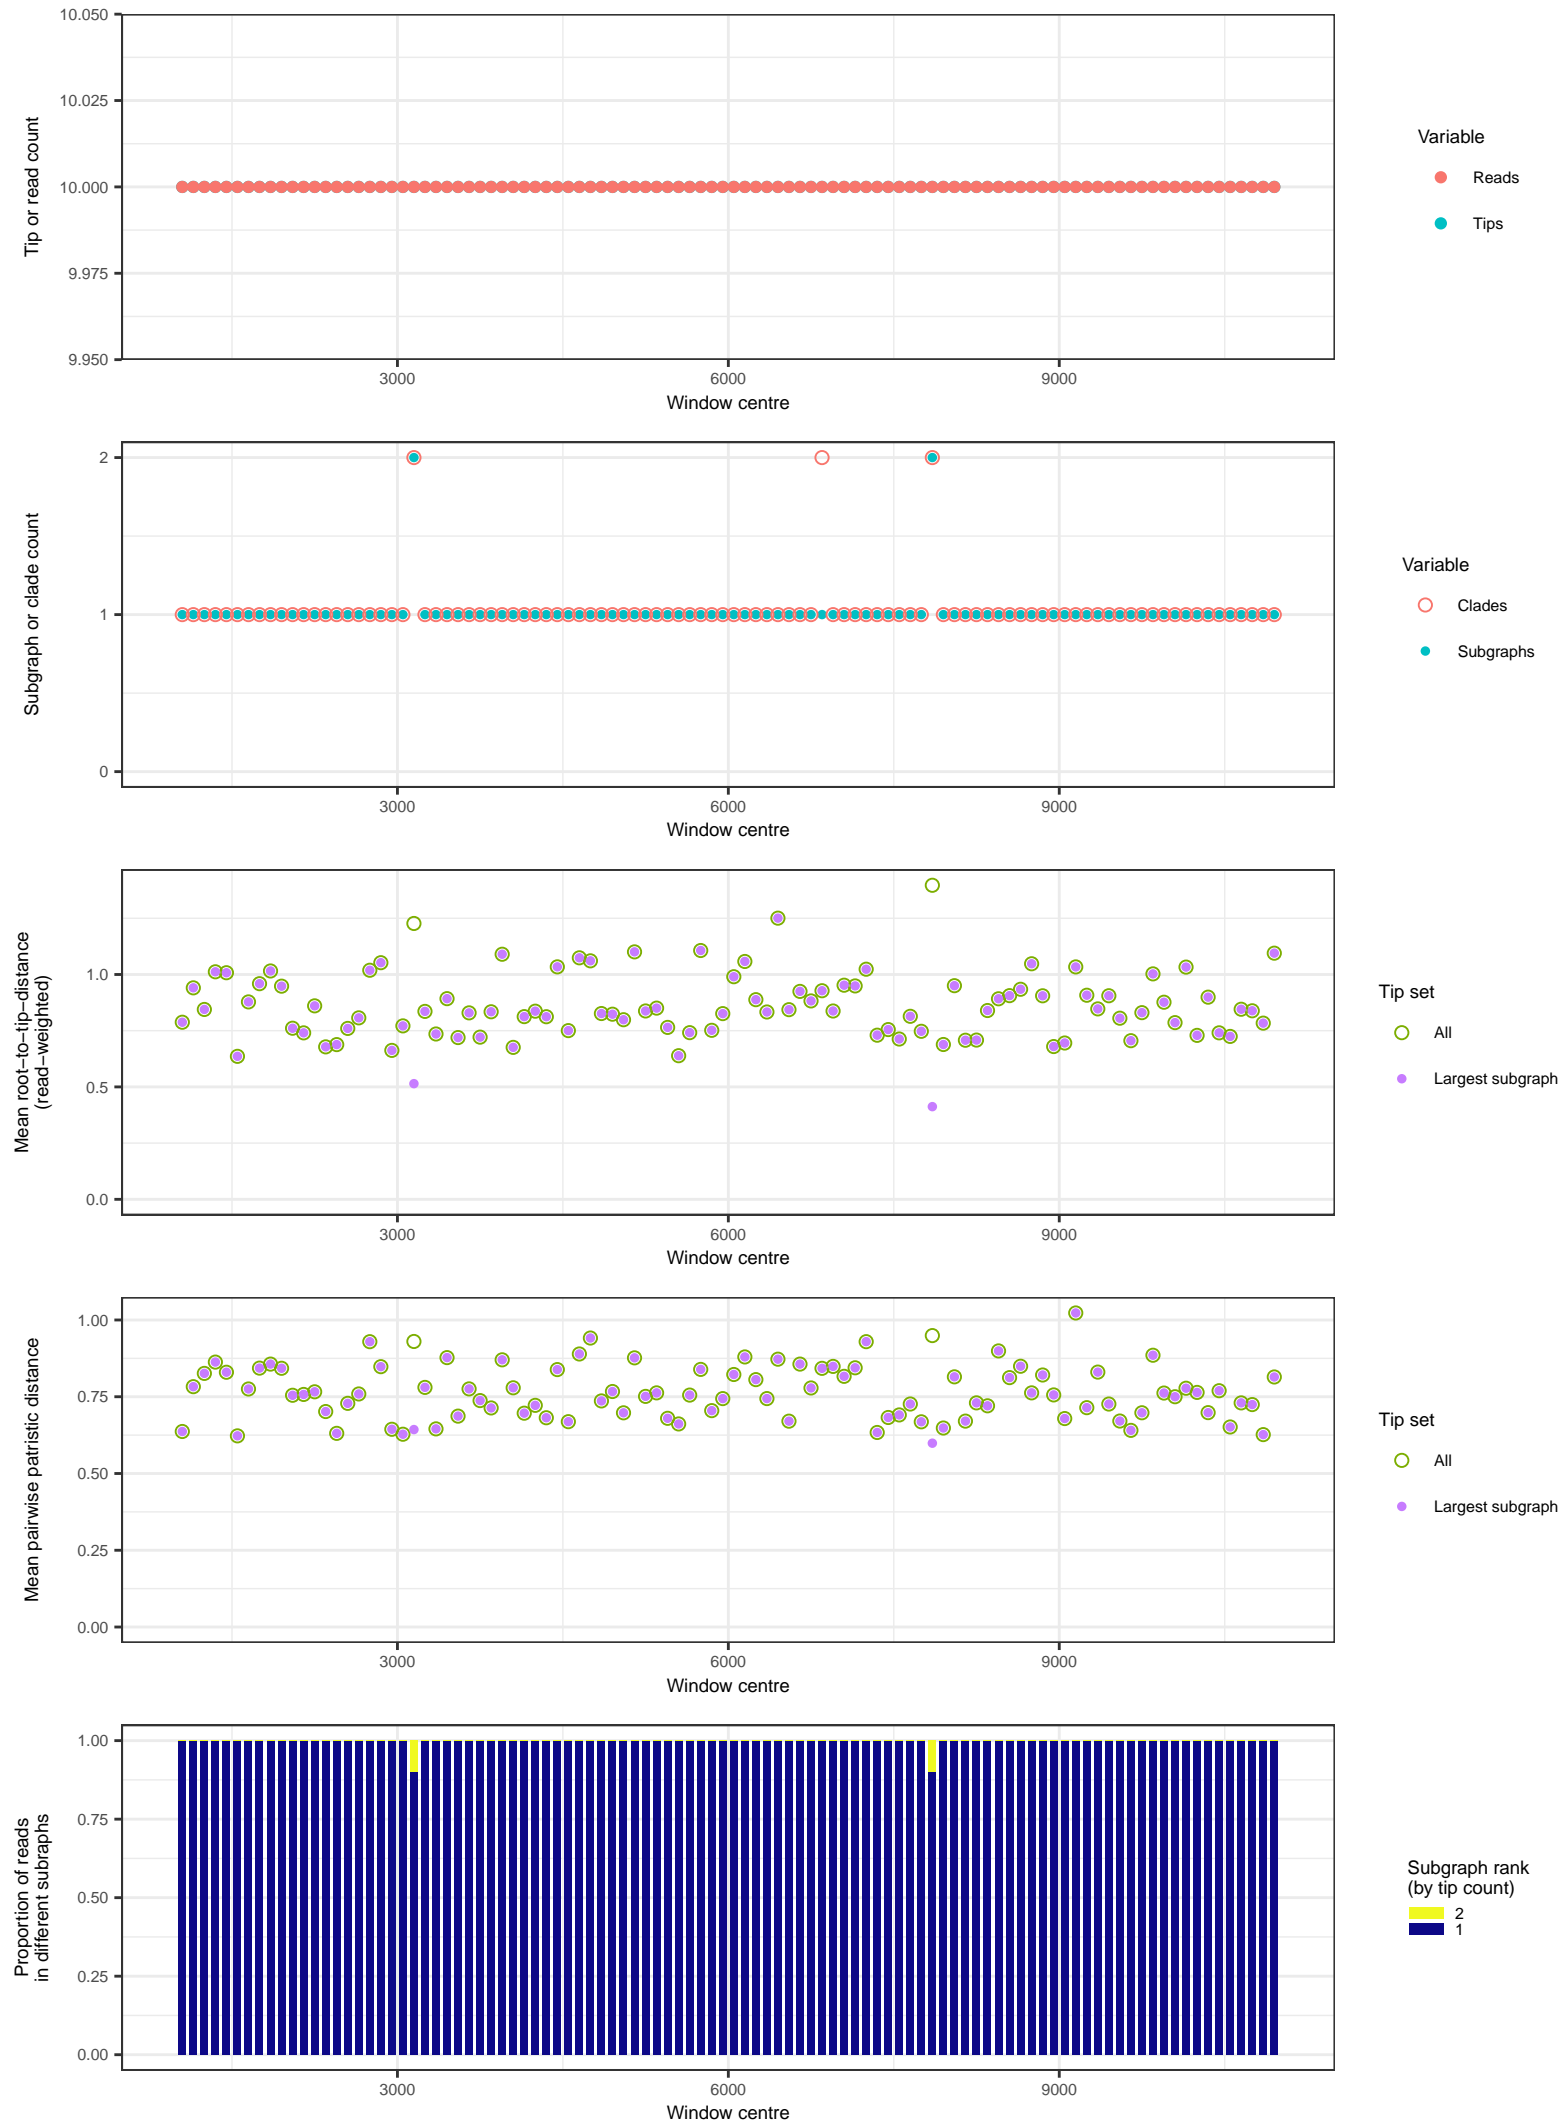 10.050
10.025
10.000
9.975
9.950
Tip or read count
3000
6000
9000
Window centre
Variable
Reads
Tips
2
1
0
Subgraph or clade count
3000
6000
9000
Window centre
Variable
Clades
Subgraphs
1.0
0.5
0.0
Mean root−to−tip−distance
(read−weighted)
3000
6000
9000
Window centre
Tip set
All
Largest subgraph
1.00
0.75
0.50
0.25
0.00
Mean pairwise patristic distance
3000
6000
9000
Window centre
Tip set
All
Largest subgraph
1.00
0.75
0.50
0.25
0.00
Proportion of reads
in different subraphs
3000
6000
9000
Window centre
Subgraph rank
(by tip count)
2
1